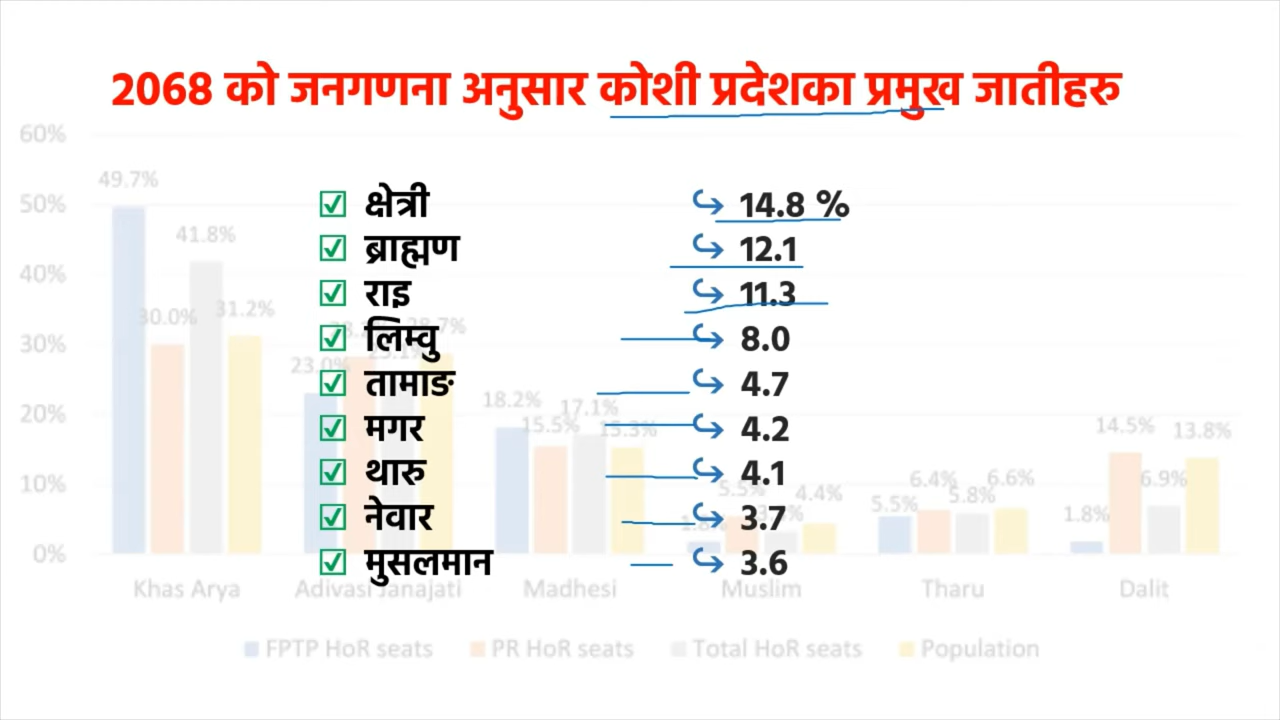 2068 को जनगणना अनुसार कोशी प्रदेशका प्रमुख जातीहरु
60%
49.7%
क्षेत्री 14.8 %
50%
41.8%
ब्राह्मण 12.1
40%
राइ 11.3
30.0% 31.2%
30%
लिम्वु 8.0
23.0%
तामाङ 4.7
20%
18.2% 17.1%
15.5% 15.3%
14.5% 13.8%
मगर 4.2
थारु 4.1
10%
5.5% 4.4% 5.5% 6.4% 5.8% 6.6% 6.9%
नेवार 3.7
1.8%
0%
मुसलमान 3.6
Khas Arya Adivasi Janajati Madhesi Muslim Tharu Dalit
FPTP HoR seats PR HoR seats Total HoR seats Population